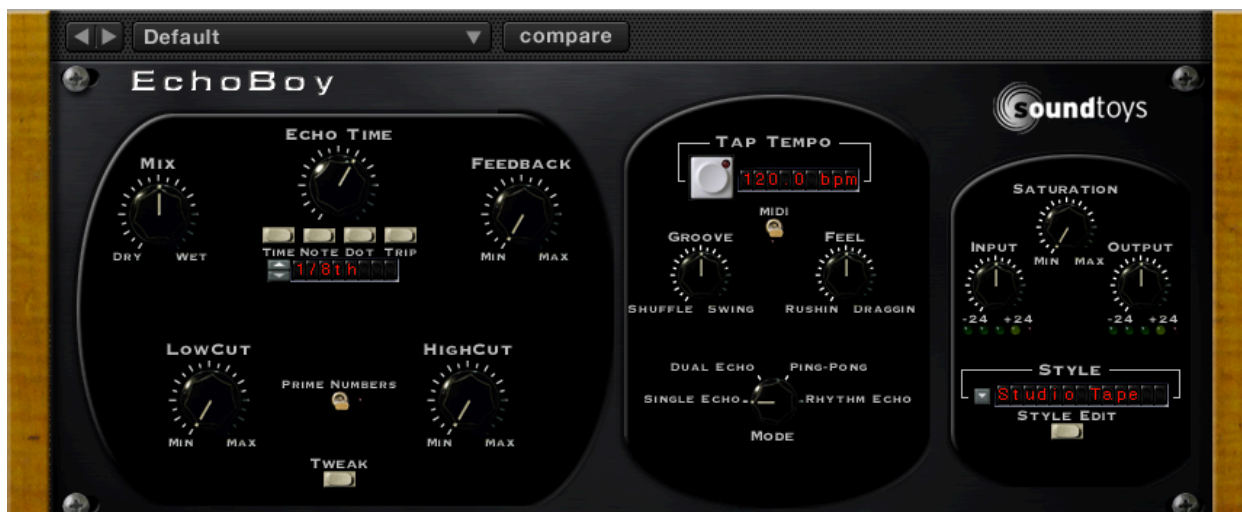 Default
compare
EchoBoy
soundtoys
Echo Time
Mix
Feedback
Dry Wet
Time Note Dot Trip
Min Max
1/8th
LowCut
HighCut
Prime Numbers
Min Max
Min Max
Tweak
Tap Tempo
120.0 bpm
MIDI
Groove
Feel
Shuffle Swing
Rushin Draggin
Dual Echo
Ping-Pong
Single Echo
Rhythm Echo
Mode
Saturation
Input
Output
Min Max
-24 +24
-24 +24
Style
Studio Tape
Style Edit